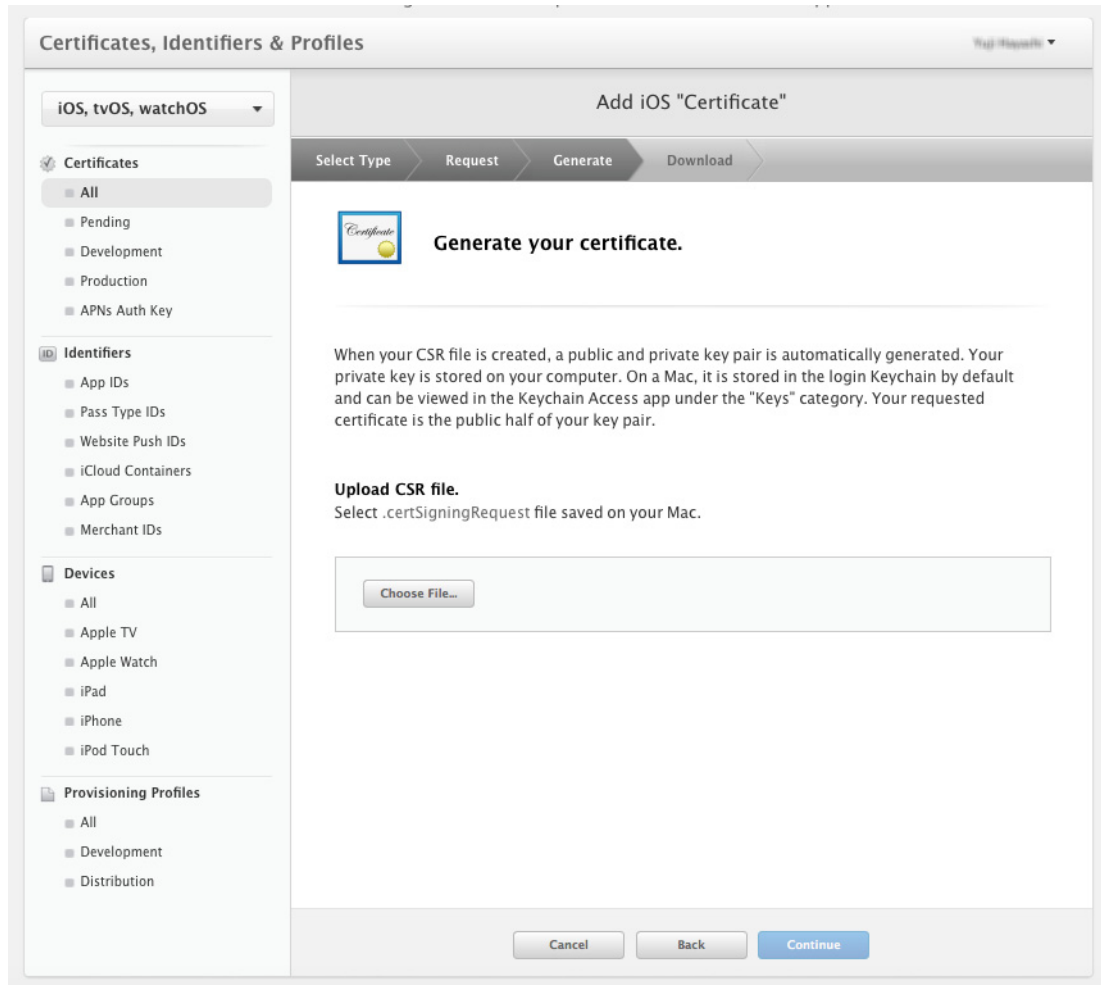 Certificates, Identifiers & Profiles
iOS, tvOS, watchOS
Certificates
All
Pending
Development
Production
APNs Auth Key
ID
Identifiers
App IDs
Pass Type IDs
Website Push IDs
iCloud Containers
App Groups
Merchant IDs
Devices
All
Apple TV
Apple Watch
iPad
iPhone
iPod Touch
Provisioning Profiles
All
Development
Distribution
Add iOS "Certificate"
Select Type
Request
Generate
Download
Certificate
Generate your certificate.
When your CSR file is created, a public and private key pair is automatically generated. Your
private key is stored on your computer. On a Mac, it is stored in the login Keychain by default
and can be viewed in the Keychain Access app under the "Keys" category. Your requested
certificate is the public half of your key pair.
Upload CSR file.
Select .certSigningRequest file saved on your Mac.
Choose File...
Cancel
Back
Continue